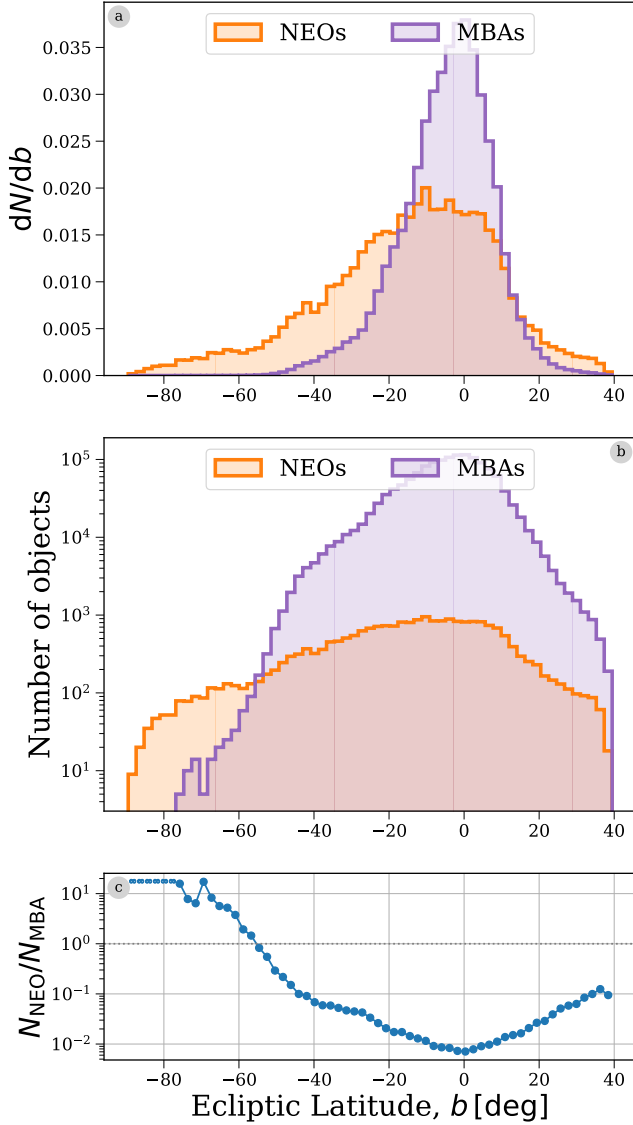 a
NEOs MBAs
0.035
0.030
0.025
0.020
0.015
0.010
0.005
0.000
dN/db
−80 −60 −40 −20 0 20 40
b
NEOs MBAs
10^5
10^4
10^3
10^2
10^1
Number of objects
−80 −60 −40 −20 0 20 40
c
10^1
10^0
10^−1
10^−2
N_NEO/N_MBA
−80 −60 −40 −20 0 20 40
Ecliptic Latitude, b [deg]